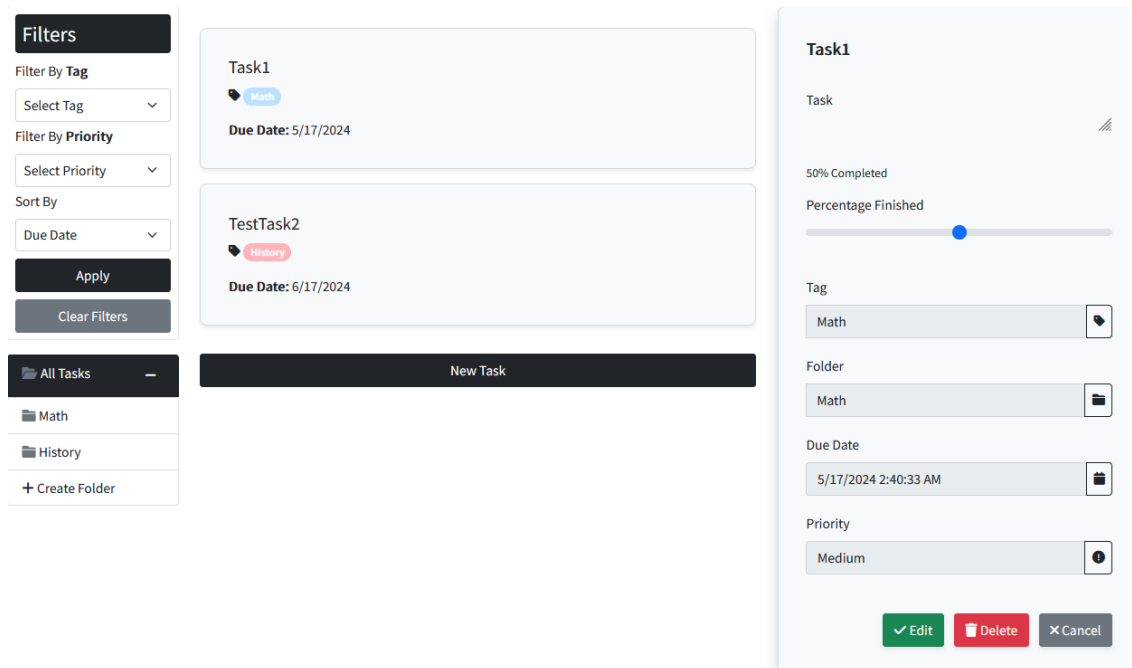 Filters
Filter By Tag
Select Tag
Filter By Priority
Select Priority
Sort By
Due Date
Apply
Clear Filters
All Tasks
Math
History
Create Folder
Task1
Math
Due Date: 5/17/2024
TestTask2
History
Due Date: 6/17/2024
New Task
Task1
Task
50% Completed
Percentage Finished
Tag
Math
Folder
Math
Due Date
5/17/2024 2:40:33 AM
Priority
Medium
Edit
Delete
Cancel